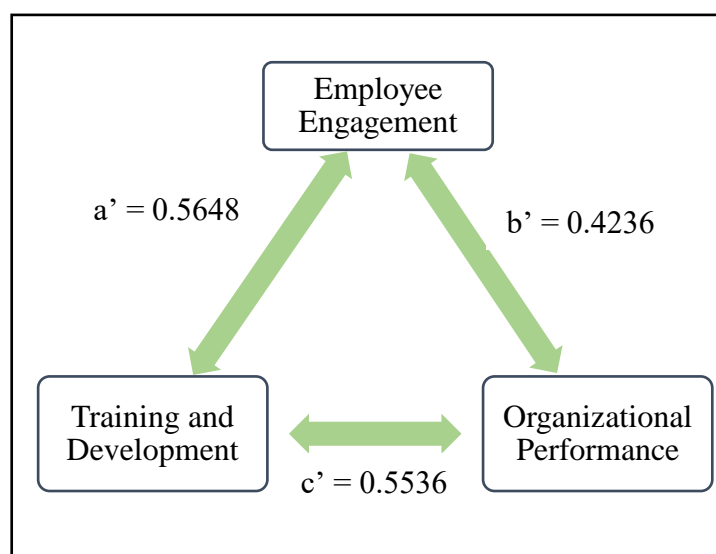 Employee
Engagement
a’ = 0.5648
b’ = 0.4236
Training and
Development
Organizational
Performance
c’ = 0.5536